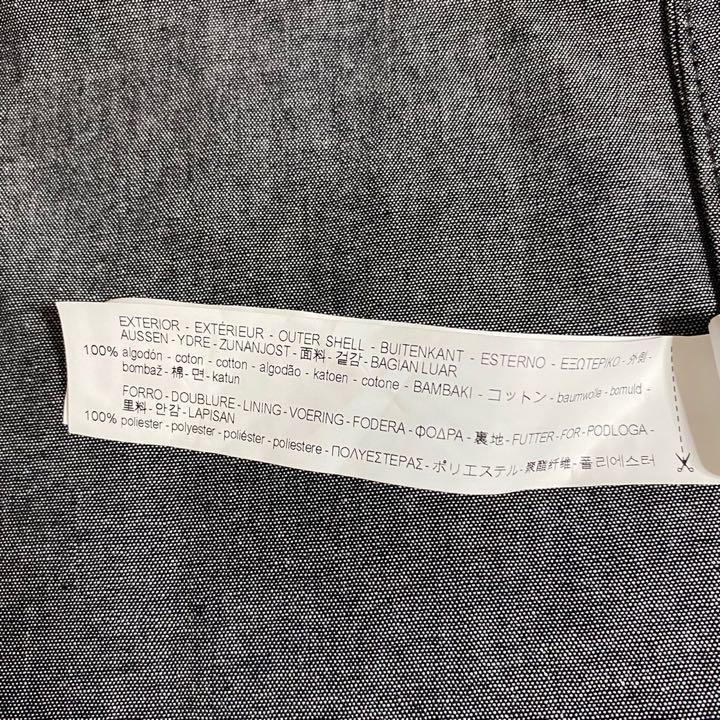 EXTERIOR - EXTÉRIEUR - OUTER SHELL - BUITENKANT - ESTERNO - ΕΞΩΤΕΡΙΚΟ - 外側 -
AUSSEN - YDRE - ZUNANJOST - 面料 - 겉감 - BAGIAN LUAR
100% algodón - coton - cotton - algodão - katoen - cotone - BAMBAKI - コットン - baumwolle - bomuld -
bombaž - 棉 - 면 - katun
FORRO - DOUBLURE - LINING - VOERING - FODERA - ΦΟΔΡΑ - 裏地 - FUTTER - FOR - PODLOGA -
里料 - 안감 - LAPISAN
100% poliester - polyester - poliéster - poliestere - ΠΟΛΥΕΣΤΕΡΑΣ - ポリエステル - 聚酯纤维 - 폴리에스터